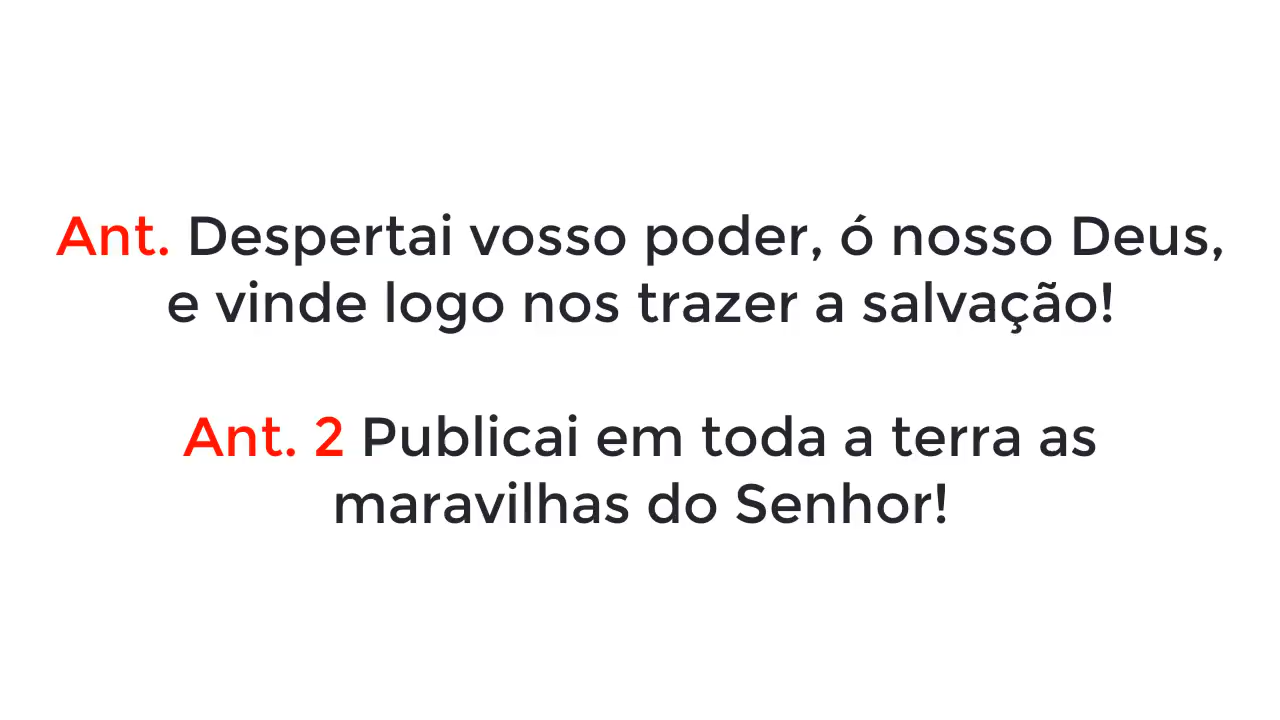 Ant. Despertai vosso poder, ó nosso Deus,
e vinde logo nos trazer a salvação!
Ant. 2 Publicai em toda a terra as
maravilhas do Senhor!